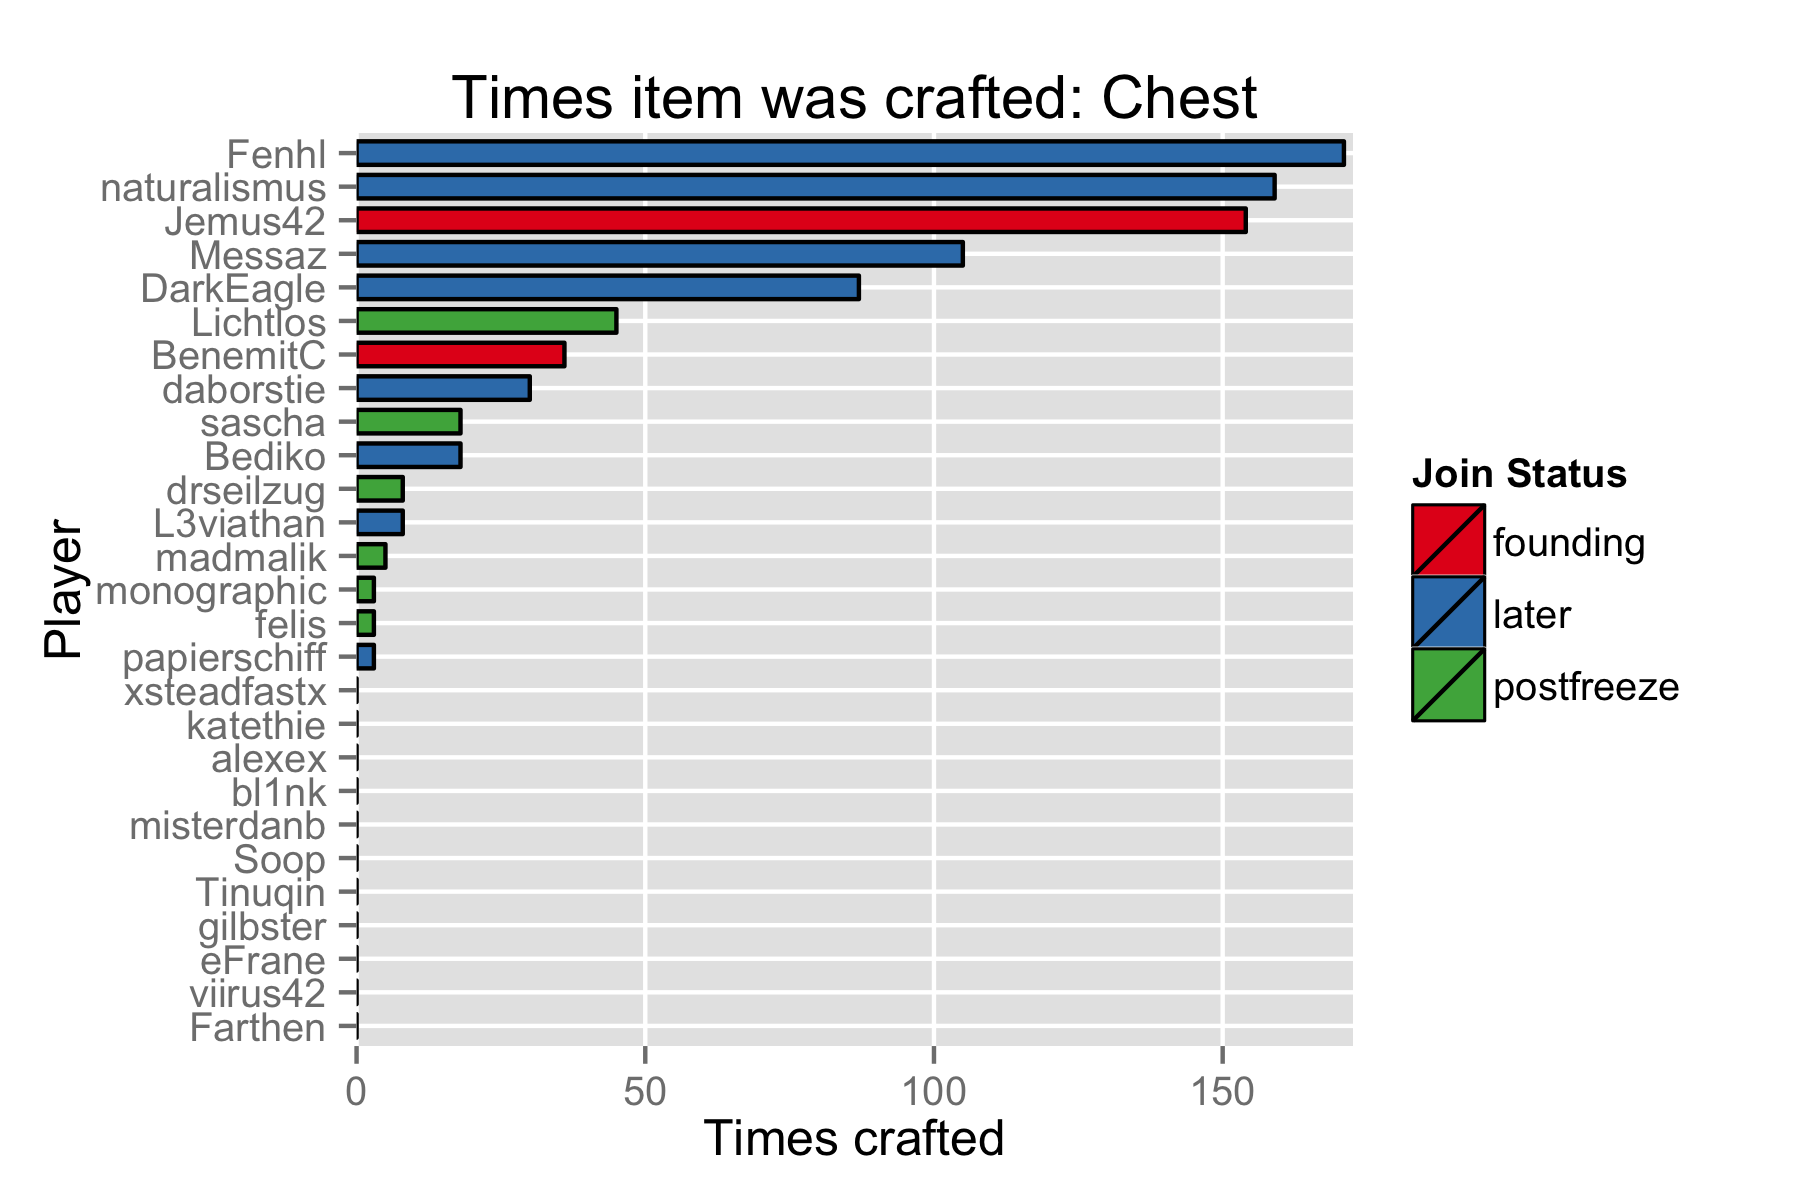 Times item was crafted: Chest
Fenhl
naturalismus
Jemus42
Messaz
DarkEagle
Lichtlos
BenemitC
daborstie
sascha
Bediko
drseilzug
L3viathan
madmalik
monographic
felis
papierschiff
xsteadfastx
katethie
alexex
bl1nk
misterdanb
Soop
Tinuqin
gilbster
eFrane
viirus42
Farthen
Player
0 50 100 150
Times crafted
Join Status
founding
later
postfreeze